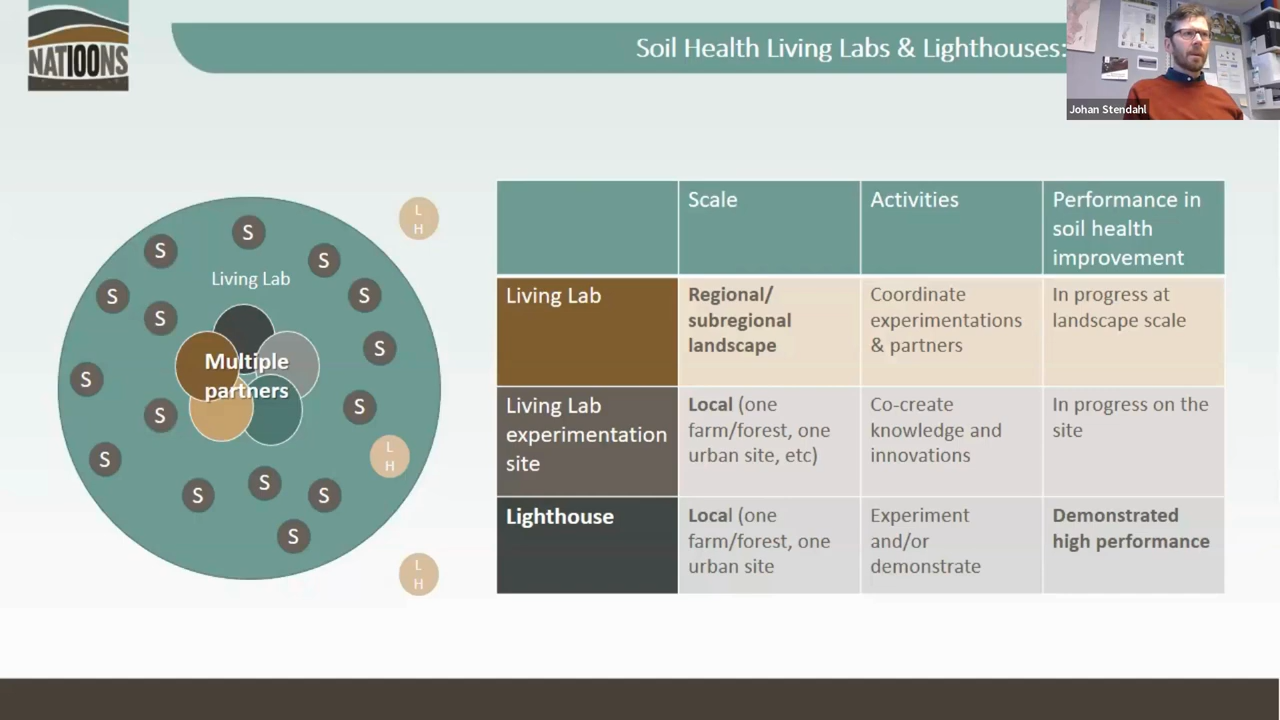 NATI00NS
Soil Health Living Labs & Lighthouses:
Johan Stendahl
L
H
S
S
S
Living Lab
S
S
S
S
S
Multiple
partners
S
S
L
H
S
S
S
S
S
L
H
Scale
Activities
Performance in
soil health
improvement
Living Lab
Regional/
subregional
landscape
Coordinate
experimentations
& partners
In progress at
landscape scale
Living Lab
experimentation
site
Local (one
farm/forest, one
urban site, etc)
Co-create
knowledge and
innovations
In progress on the
site
Lighthouse
Local (one
farm/forest, one
urban site
Experiment
and/or
demonstrate
Demonstrated
high performance